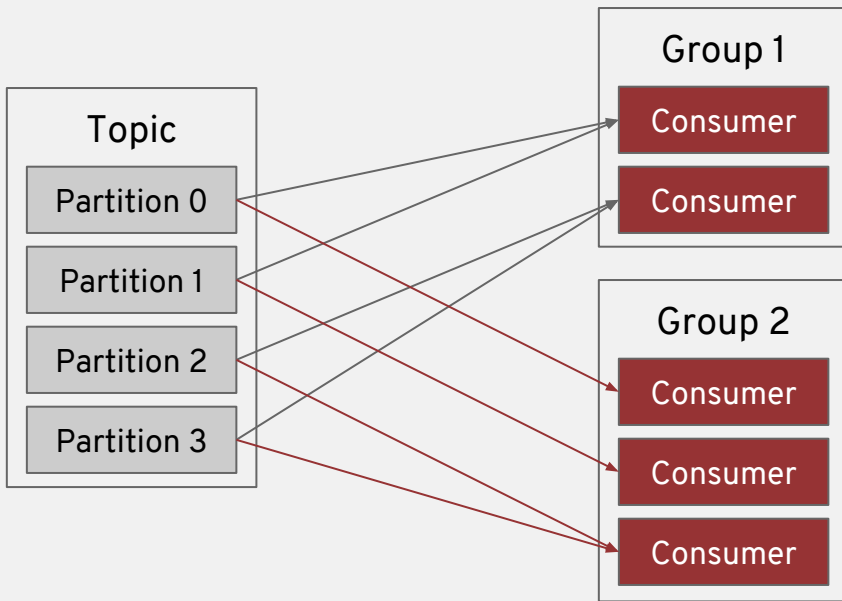 Topic
Partition 0
Partition 1
Partition 2
Partition 3
Group 1
Consumer
Consumer
Group 2
Consumer
Consumer
Consumer